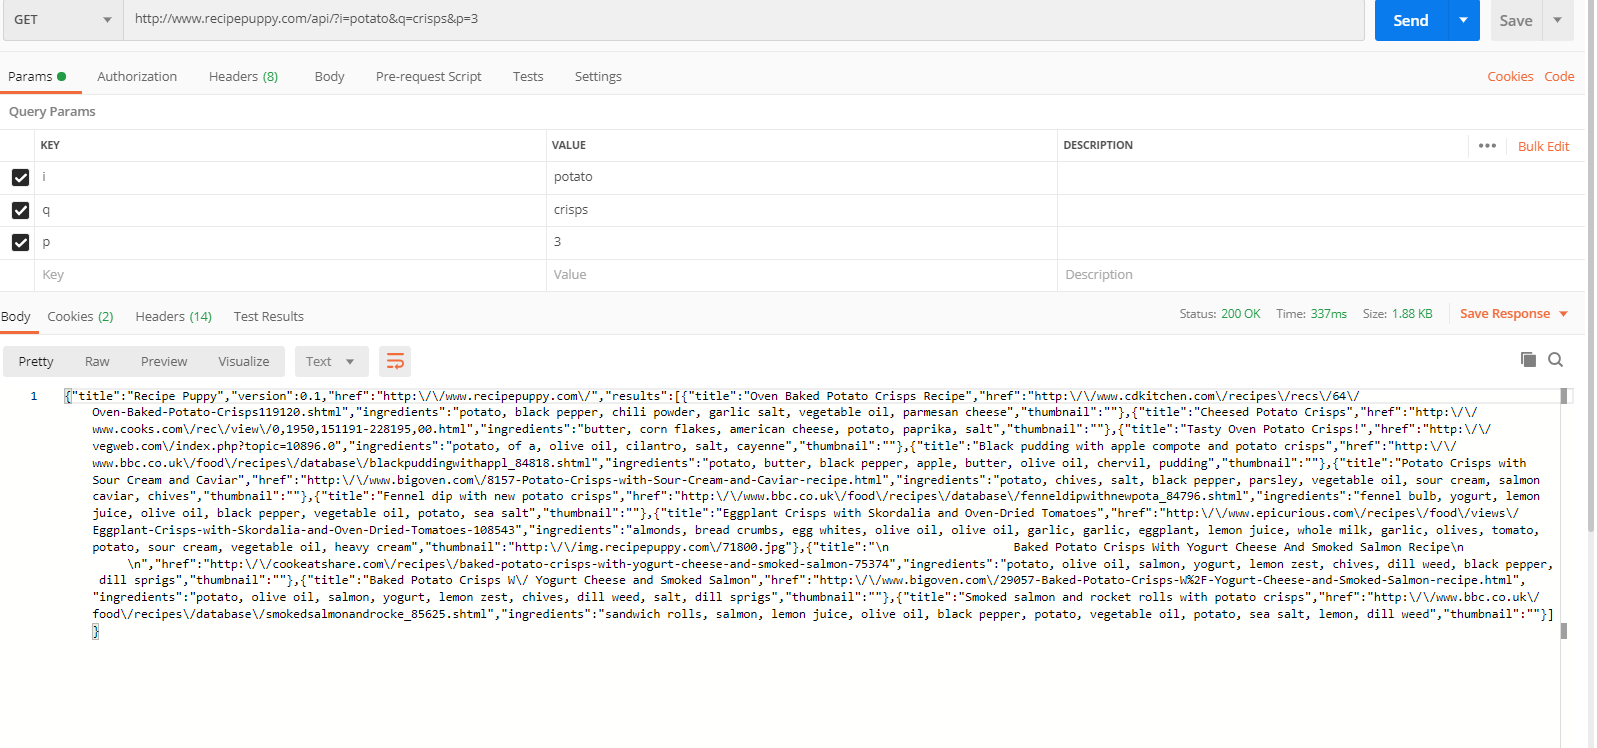 GET http://www.recipepuppy.com/api/?i=potato&q=crisps&p=3 Send Save
Params Authorization Headers (8) Body Pre-request Script Tests Settings Cookies Code
Query Params
KEY VALUE DESCRIPTION ••• Bulk Edit
i potato
q crisps
p 3
Key Value Description
Body Cookies (2) Headers (14) Test Results Status: 200 OK Time: 337ms Size: 1.88 KB Save Response
Pretty Raw Preview Visualize Text
1 {"title":"Recipe Puppy","version":0.1,"href":"http:\/\/www.recipepuppy.com\/","results":[{"title":"Oven Baked Potato Crisps Recipe","href":"http:\/\/www.cdkitchen.com\/recipes\/recs\/64\/
Oven-Baked-Potato-Crisps119120.shtml","ingredients":"potato, black pepper, chili powder, garlic salt, vegetable oil, parmesan cheese","thumbnail":""},{"title":"Cheesed Potato Crisps","href":"http:\/\/
www.cooks.com\/rec\/view\/0,1950,151191-228195,00.html","ingredients":"butter, corn flakes, american cheese, potato, paprika, salt","thumbnail":""},{"title":"Tasty Oven Potato Crisps!","href":"http:\/\/
vegweb.com\/index.php?topic=10896.0","ingredients":"potato, of a, olive oil, cilantro, salt, cayenne","thumbnail":""},{"title":"Black pudding with apple compote and potato crisps","href":"http:\/\/
www.bbc.co.uk\/food\/recipes\/database\/blackpuddingwithappl_84818.shtml","ingredients":"potato, butter, black pepper, apple, butter, olive oil, chervil, pudding","thumbnail":""},{"title":"Potato Crisps with
Sour Cream and Caviar","href":"http:\/\/www.bigoven.com\/8157-Potato-Crisps-with-Sour-Cream-and-Caviar-recipe.html","ingredients":"potato, chives, salt, black pepper, parsley, vegetable oil, sour cream, salmon
caviar, chives","thumbnail":""},{"title":"Fennel dip with new potato crisps","href":"http:\/\/www.bbc.co.uk\/food\/recipes\/database\/fenneldipwithnewpota_84796.shtml","ingredients":"fennel bulb, yogurt, lemon
juice, olive oil, black pepper, vegetable oil, potato, sea salt","thumbnail":""},{"title":"Eggplant Crisps with Skordalia and Oven-Dried Tomatoes","href":"http:\/\/www.epicurious.com\/recipes\/food\/views\/
Eggplant-Crisps-with-Skordalia-and-Oven-Dried-Tomatoes-108543","ingredients":"almonds, bread crumbs, egg whites, olive oil, olive oil, garlic, garlic, eggplant, lemon juice, whole milk, garlic, olives, tomato,
potato, sour cream, vegetable oil, heavy cream","thumbnail":"http:\/\/img.recipepuppy.com\/71800.jpg"},{"title":"\n Baked Potato Crisps With Yogurt Cheese And Smoked Salmon Recipe\n
\n","href":"http:\/\/cookeatshare.com\/recipes\/baked-potato-crisps-with-yogurt-cheese-and-smoked-salmon-75374","ingredients":"potato, olive oil, salmon, yogurt, lemon zest, chives, dill weed, black pepper,
dill sprigs","thumbnail":""},{"title":"Baked Potato Crisps W\/ Yogurt Cheese and Smoked Salmon","href":"http:\/\/www.bigoven.com\/29057-Baked-Potato-Crisps-W%2F-Yogurt-Cheese-and-Smoked-Salmon-recipe.html",
"ingredients":"potato, olive oil, salmon, yogurt, lemon zest, chives, dill weed, salt, dill sprigs","thumbnail":""},{"title":"Smoked salmon and rocket rolls with potato crisps","href":"http:\/\/www.bbc.co.uk\/
food\/recipes\/database\/smokedsalmonandrocke_85625.shtml","ingredients":"sandwich rolls, salmon, lemon juice, olive oil, black pepper, potato, vegetable oil, potato, sea salt, lemon, dill weed","thumbnail":""}]
}